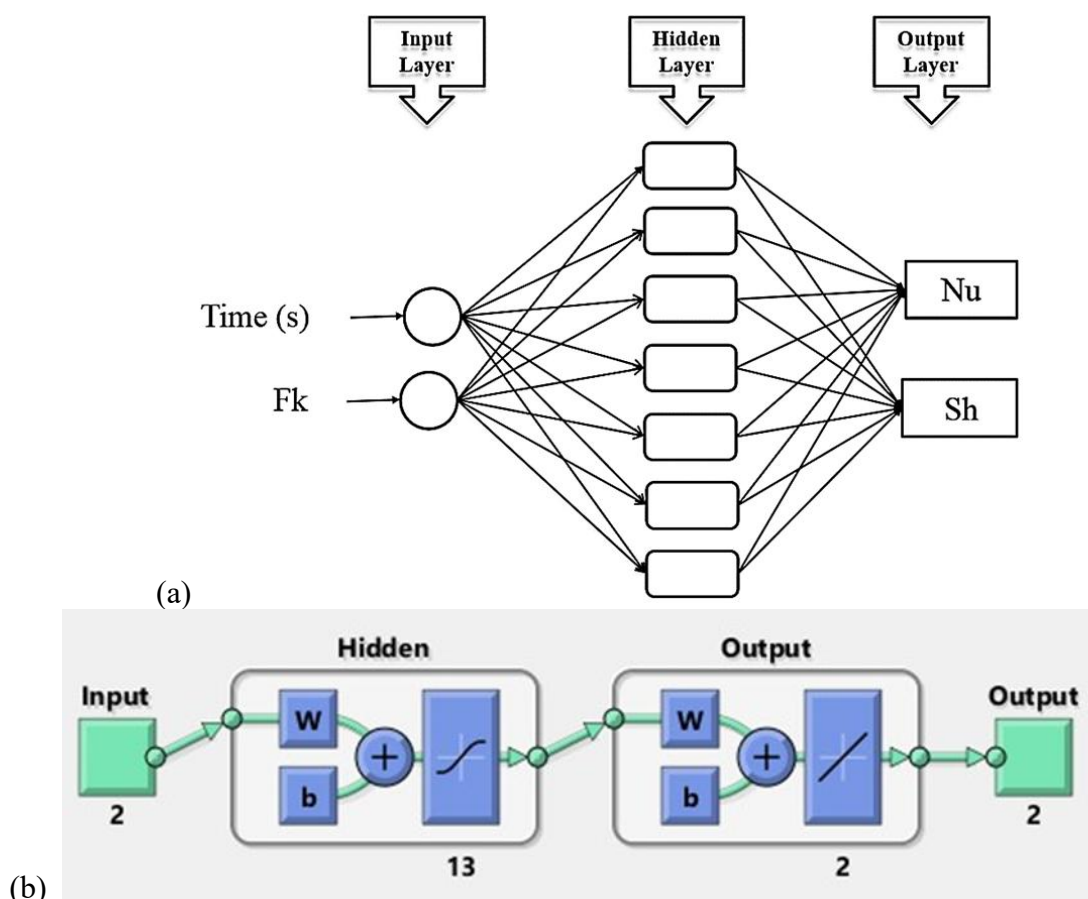 Input
Layer
Hidden
Layer
Output
Layer
Time (s)
Fk
Nu
Sh
(a)
Hidden
Output
Input
Output
W
b
+
W
b
+
2
13
2
2
(b)